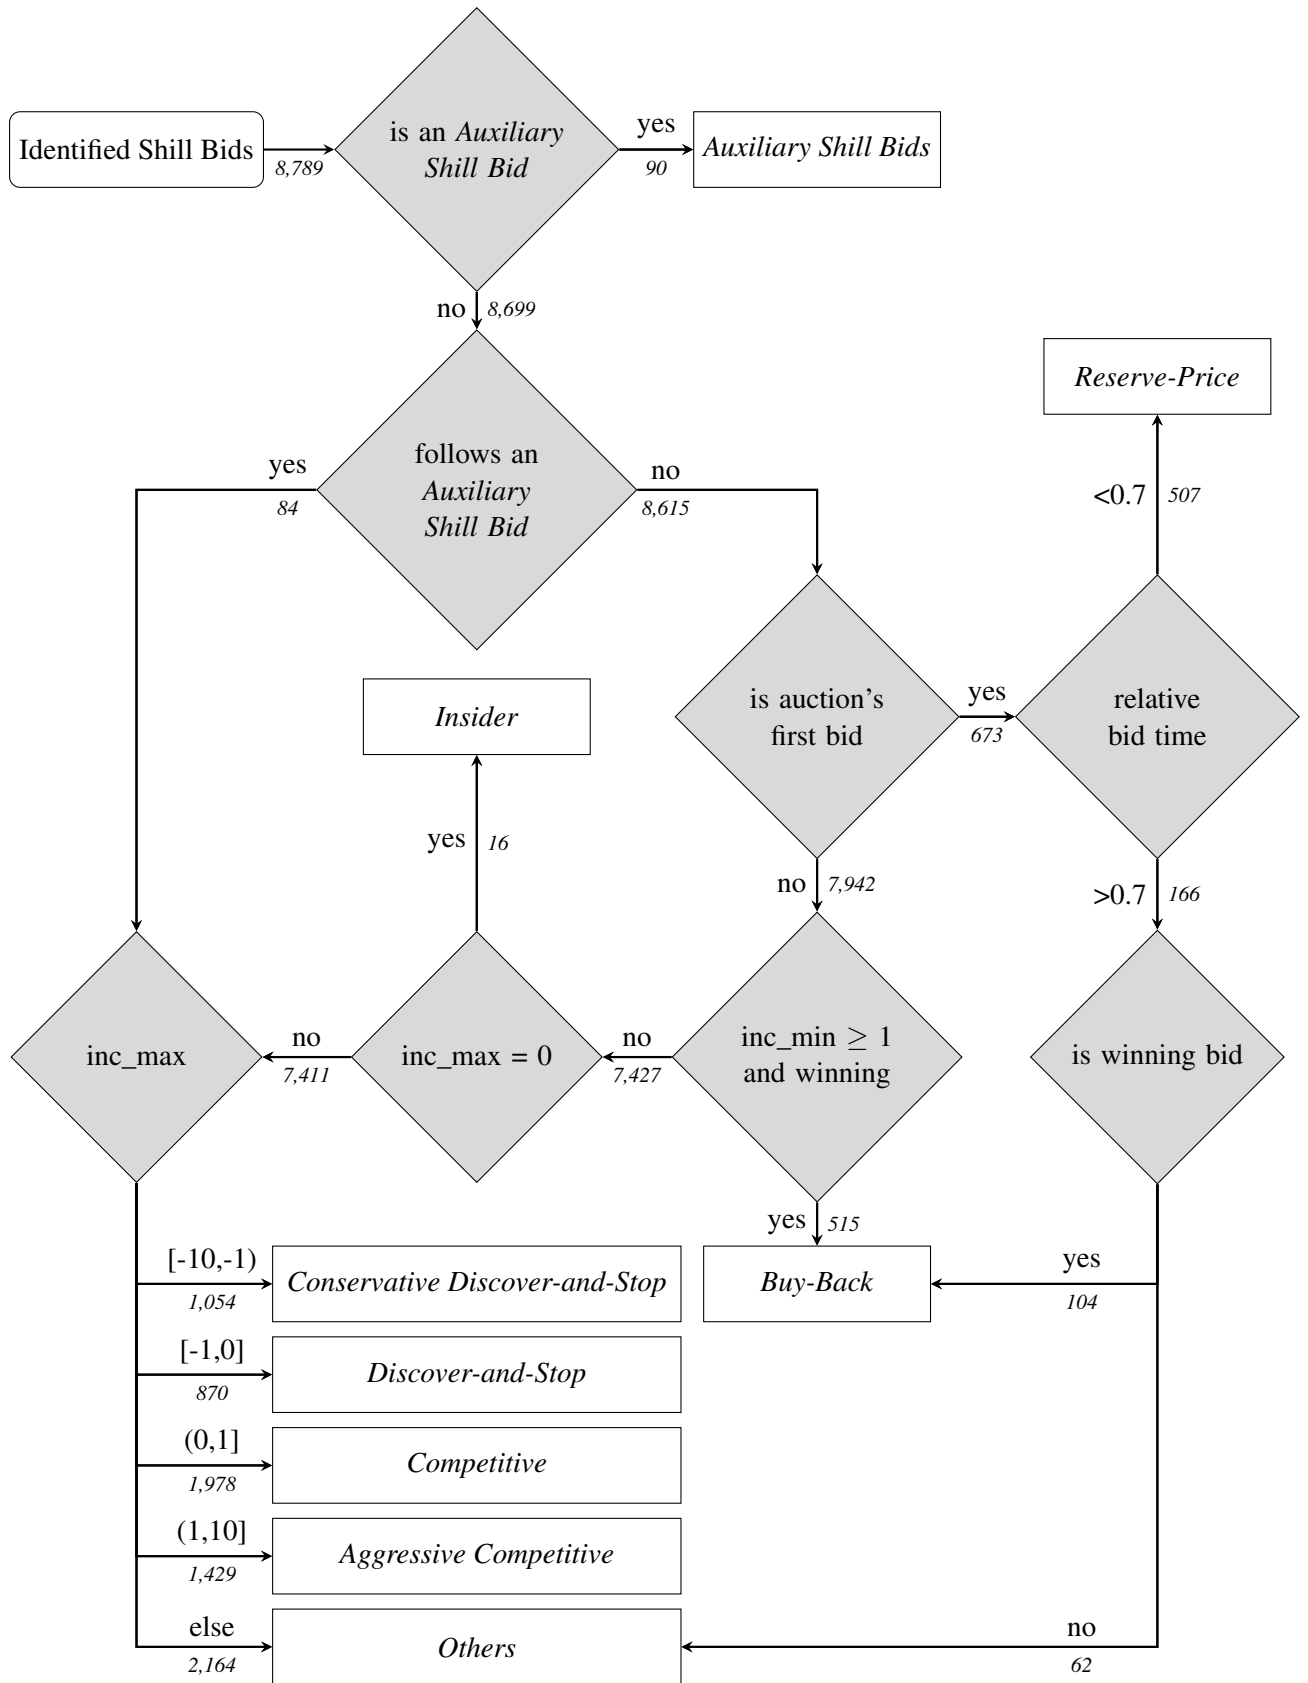 Identified Shill Bids
8,789
is an Auxiliary
Shill Bid
yes
90
Auxiliary Shill Bids
no
8,699
follows an
Auxiliary
Shill Bid
yes
84
no
8,615
Reserve-Price
<0.7
507
is auction's
first bid
yes
673
relative
bid time
Insider
yes
16
no
7,942
>0.7
166
inc_max
no
7,411
inc_max = 0
no
7,427
inc_min ≥ 1
and winning
is winning bid
yes
515
[-10,-1)
1,054
Conservative Discover-and-Stop
Buy-Back
yes
104
[-1,0]
870
Discover-and-Stop
(0,1]
1,978
Competitive
(1,10]
1,429
Aggressive Competitive
else
2,164
Others
no
62